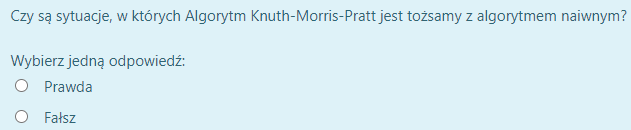 Czy są sytuacje, w których Algorytm Knuth-Morris-Pratt jest tożsamy z algorytmem naiwnym?
Wybierz jedną odpowiedź:
Prawda
Fałsz